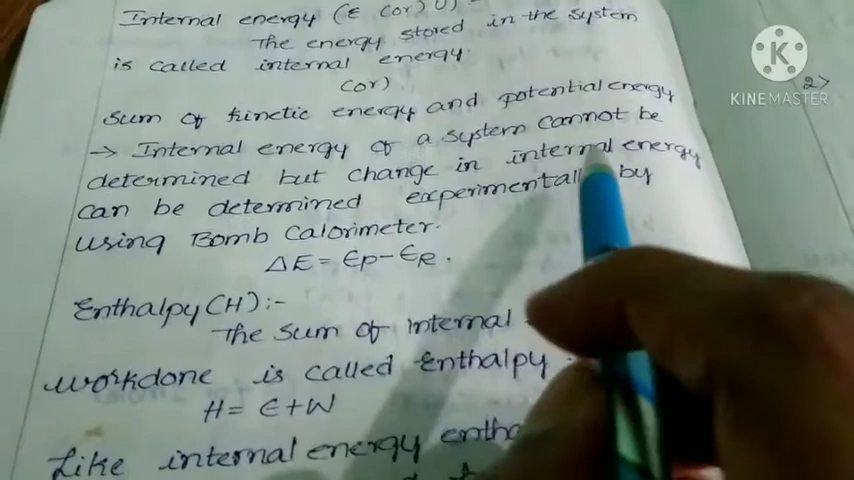 Internal energy (E (or) U) -
The energy stored in the system
is called internal energy.
(or)
Sum of kinetic energy and potential energy
→ Internal energy of a system cannot be
determined but change in internal energy
can be determined experimentall by
using Bomb Calorimeter.
ΔE = EP - ER.
Enthalpy (H) :-
The sum of internal
workdone is called Enthalpy.
H = E+W
Like internal energy
KINEMASTER
2>